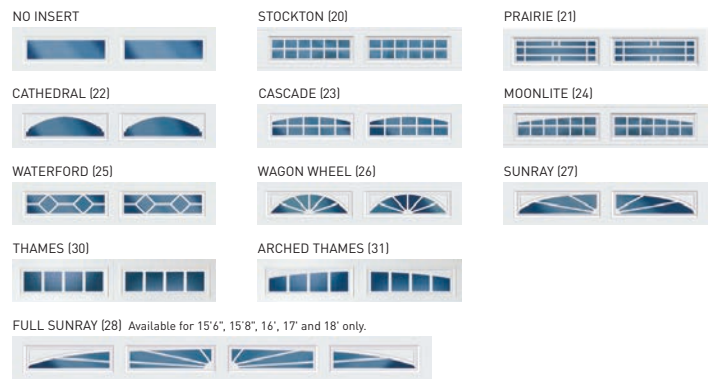 NO INSERT
STOCKTON (20)
PRAIRIE (21)
CATHEDRAL (22)
CASCADE (23)
MOONLITE (24)
WATERFORD (25)
WAGON WHEEL (26)
SUNRAY (27)
THAMES (30)
ARCHED THAMES (31)
FULL SUNRAY (28) Available for 15'6", 15'8", 16', 17' and 18' only.